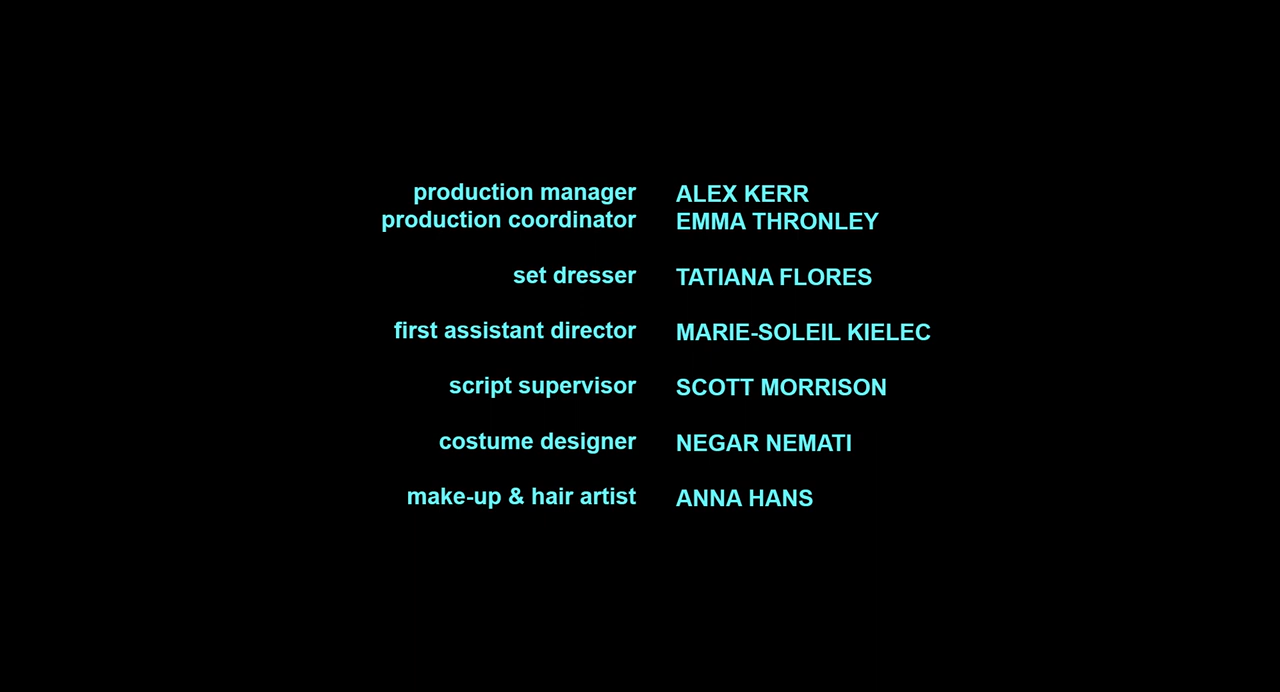 production manager ALEX KERR
production coordinator EMMA THRONLEY
set dresser TATIANA FLORES
first assistant director MARIE-SOLEIL KIELEC
script supervisor SCOTT MORRISON
costume designer NEGAR NEMATI
make-up & hair artist ANNA HANS